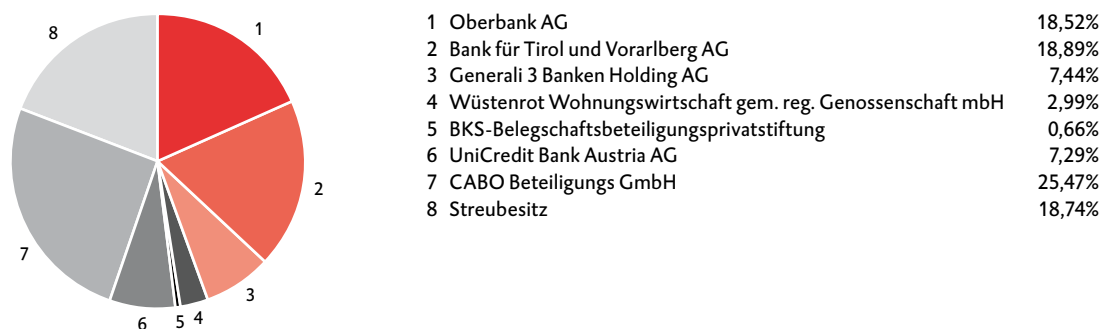 1 Oberbank AG 18,52%
2 Bank für Tirol und Vorarlberg AG 18,89%
3 Generali 3 Banken Holding AG 7,44%
4 Wüstenrot Wohnungswirtschaft gem. reg. Genossenschaft mbH 2,99%
5 BKS-Belegschaftsbeteiligungsprivatstiftung 0,66%
6 UniCredit Bank Austria AG 7,29%
7 CABO Beteiligungs GmbH 25,47%
8 Streubesitz 18,74%
1
2
3
4
5
6
7
8